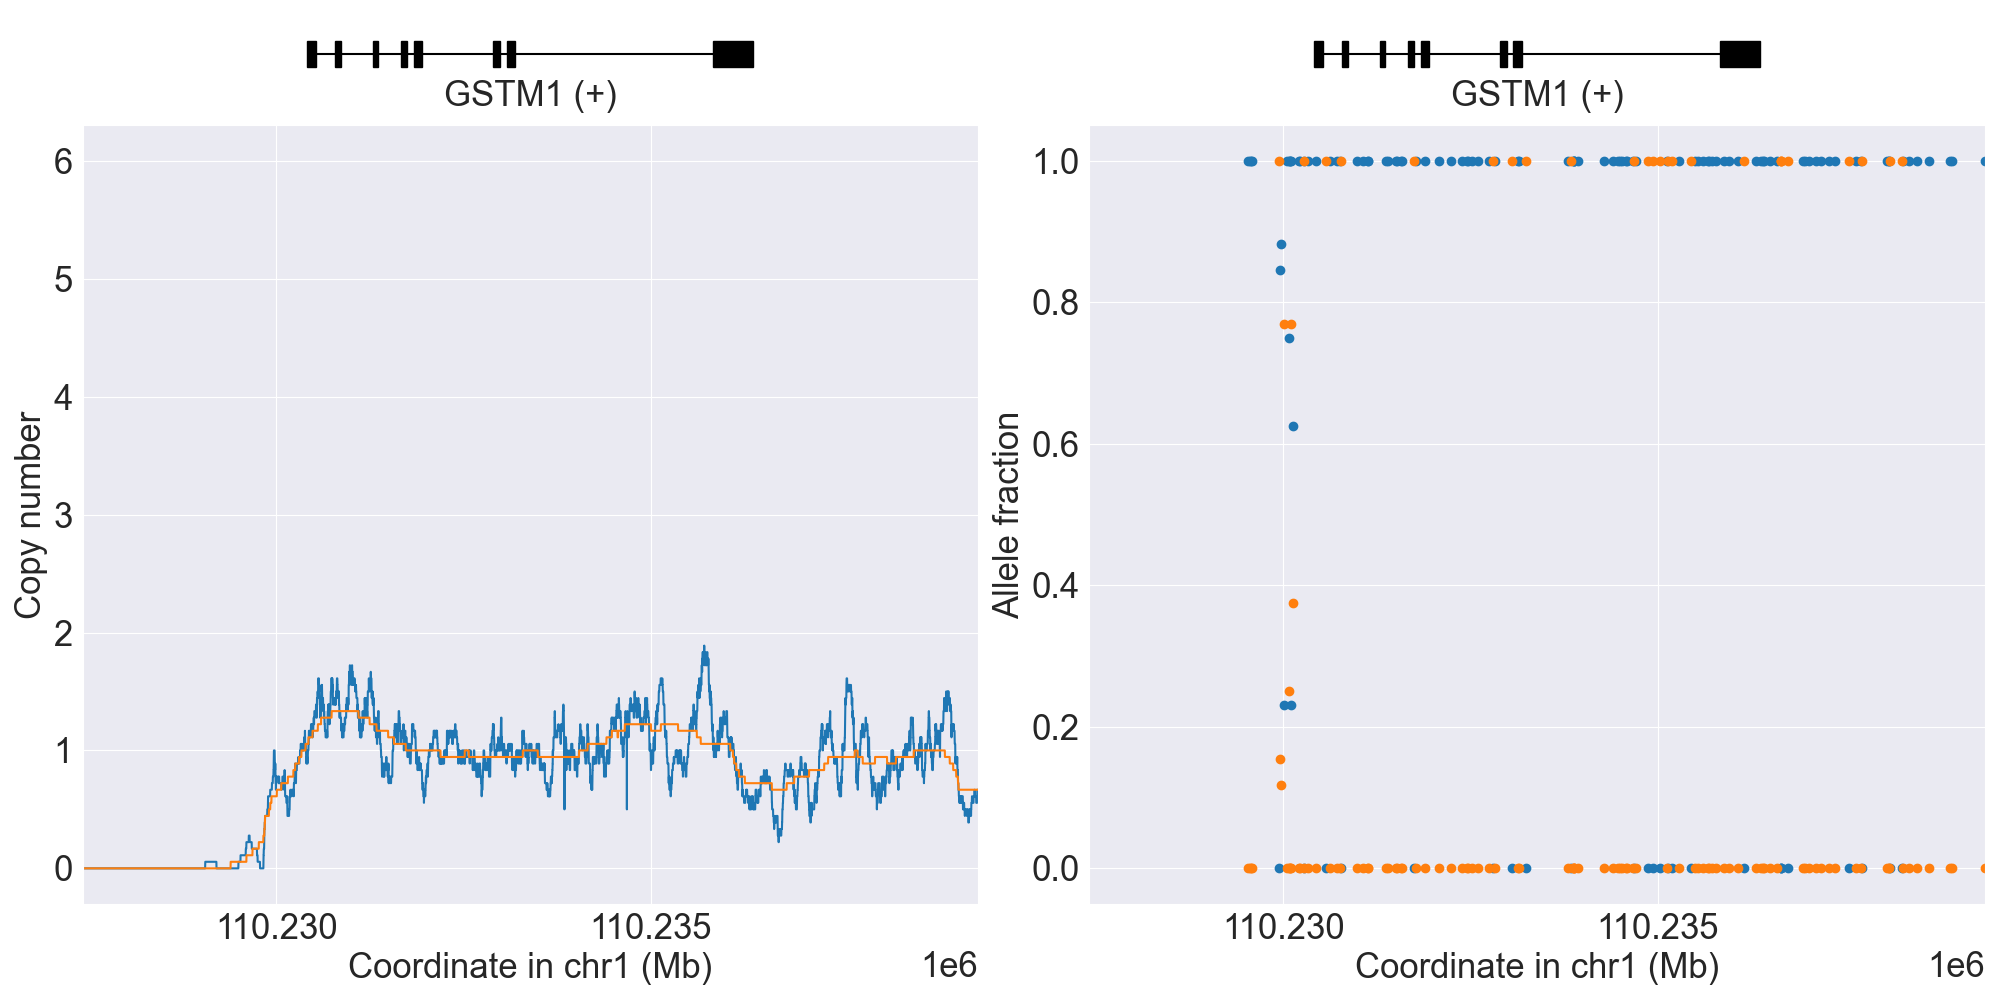 GSTM1 (+)
6
5
4
3
2
1
0
Copy number
110.230
110.235
Coordinate in chr1 (Mb)
1e6
GSTM1 (+)
1.0
0.8
0.6
0.4
0.2
0.0
Allele fraction
110.230
110.235
Coordinate in chr1 (Mb)
1e6